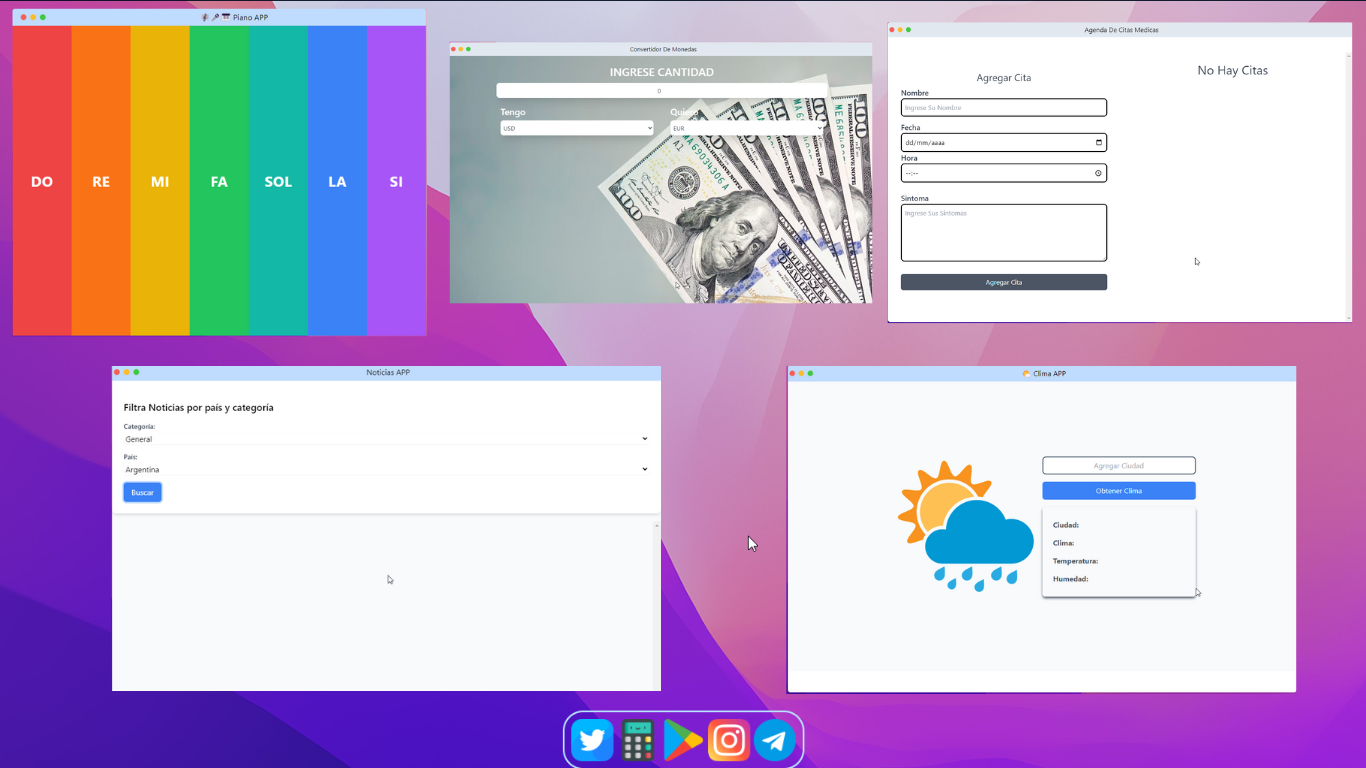 Piano APP
DO RE MI FA SOL LA SI
Convertidor De Monedas
INGRESE CANTIDAD
0
Tengo Quiero
USD EUR
Agenda De Citas Medicas
Agregar Cita
No Hay Citas
Nombre
Ingrese Su Nombre
Fecha
dd/mm/aaaa
Hora
--:--
Sintoma
Ingrese Sus Sintomas
Agregar Cita
Noticias APP
Filtra Noticias por país y categoría
Categoría:
General
País:
Argentina
Buscar
Clima APP
Agregar Ciudad
Obtener Clima
Ciudad:
Clima:
Temperatura:
Humedad: